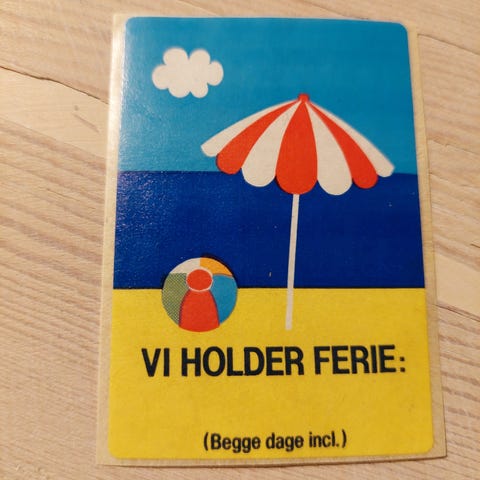 VI HOLDER FERIE:
(Begge dage incl.)